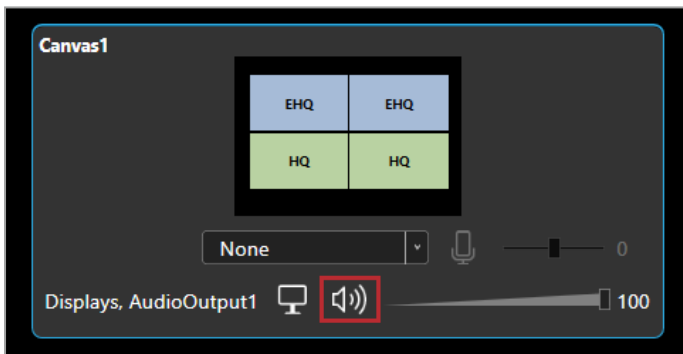 Canvas1
EHQ EHQ
HQ HQ
None 0
Displays, AudioOutput1 100